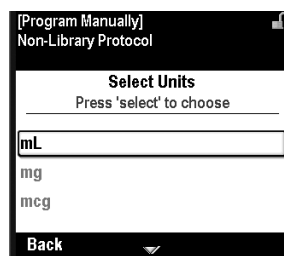 [Program Manually]
Non-Library Protocol
Select Units
Press 'select' to choose
mL
mg
mcg
Back